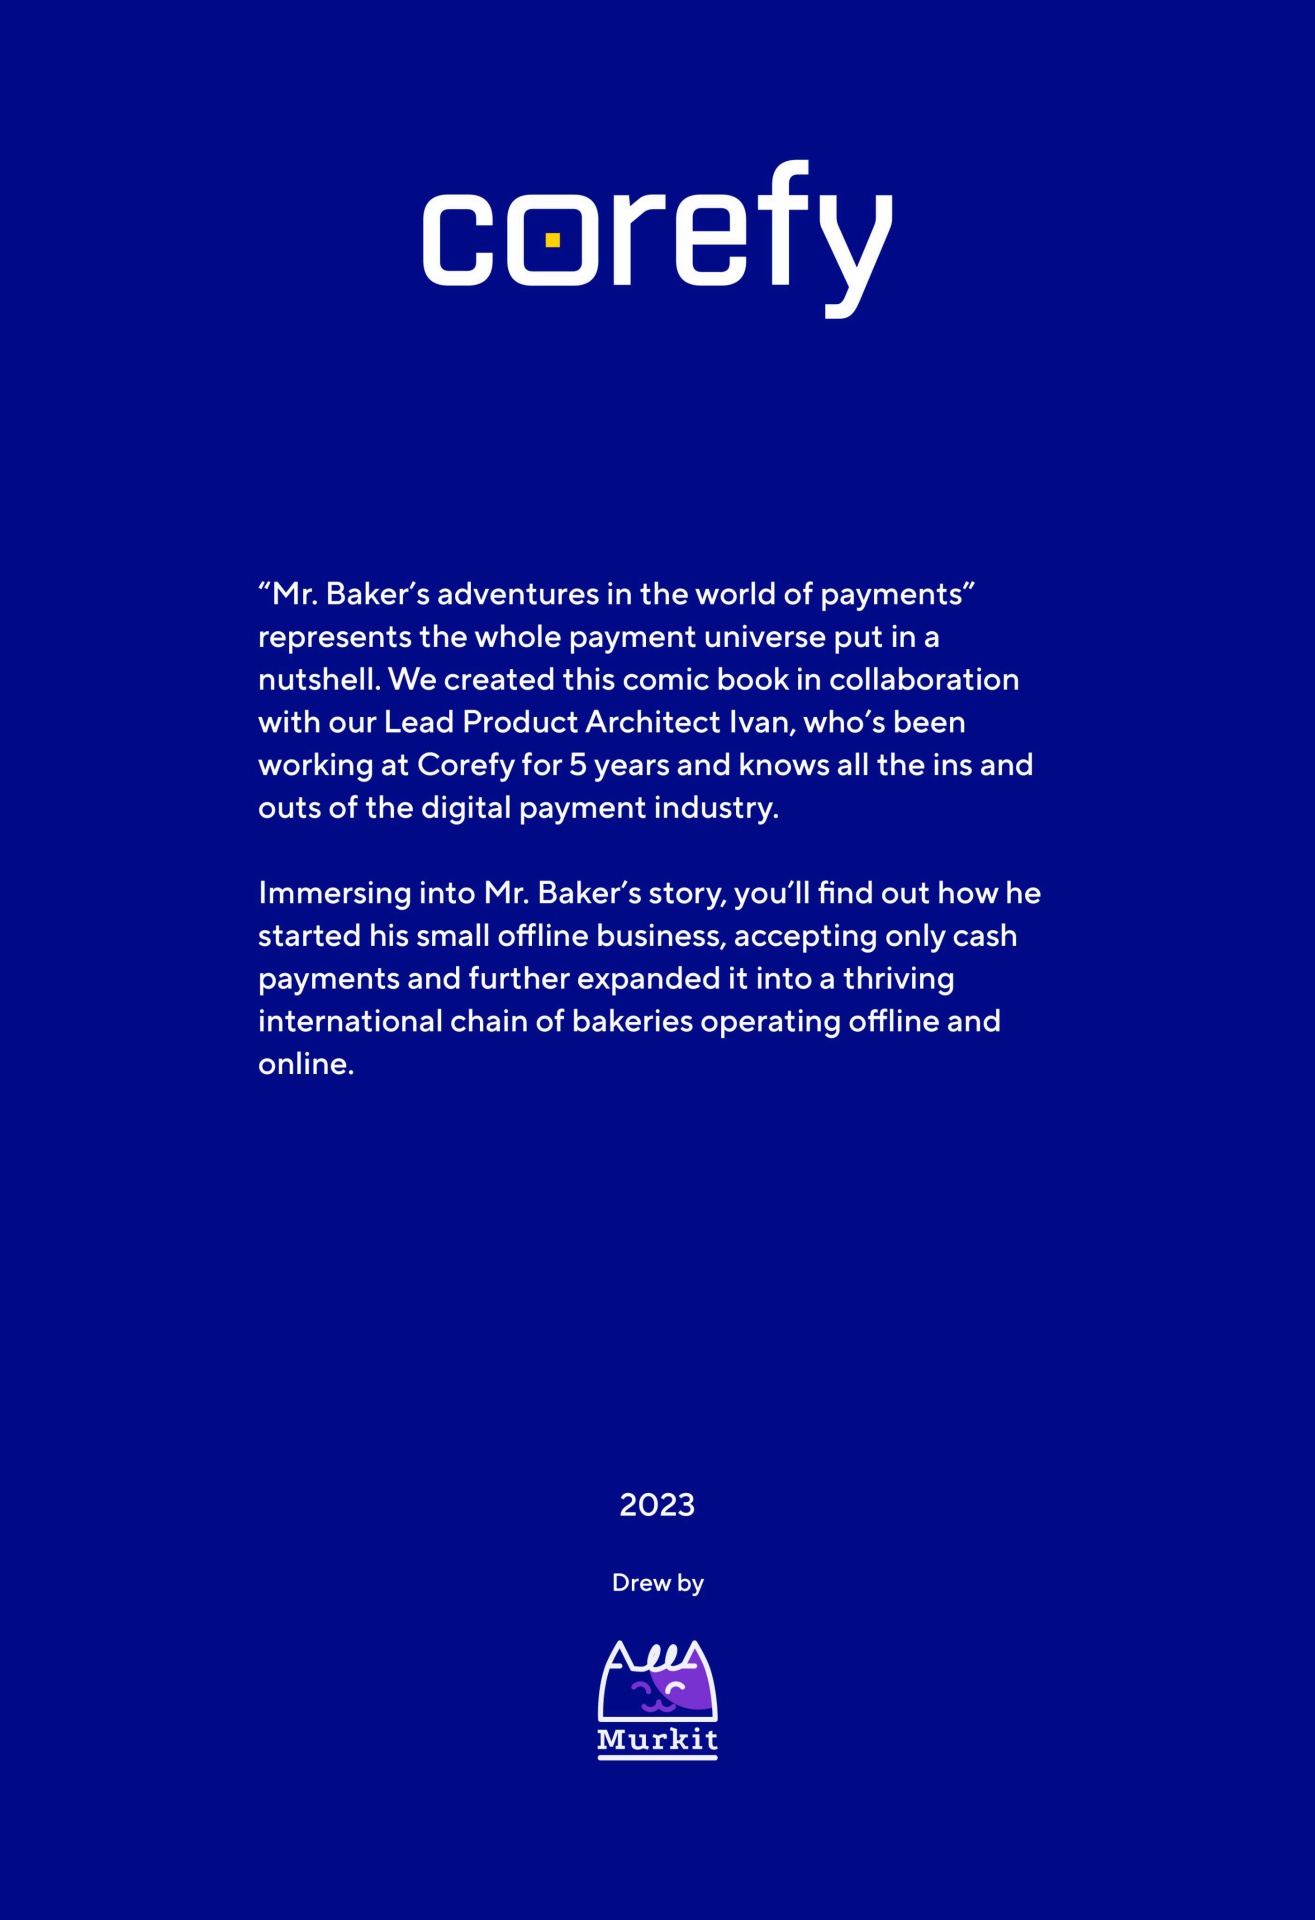 corefy
“Mr. Baker’s adventures in the world of payments”
represents the whole payment universe put in a
nutshell. We created this comic book in collaboration
with our Lead Product Architect Ivan, who’s been
working at Corefy for 5 years and knows all the ins and
outs of the digital payment industry.
Immersing into Mr. Baker’s story, you’ll find out how he
started his small offline business, accepting only cash
payments and further expanded it into a thriving
international chain of bakeries operating offline and
online.
2023
Drew by
Murkit